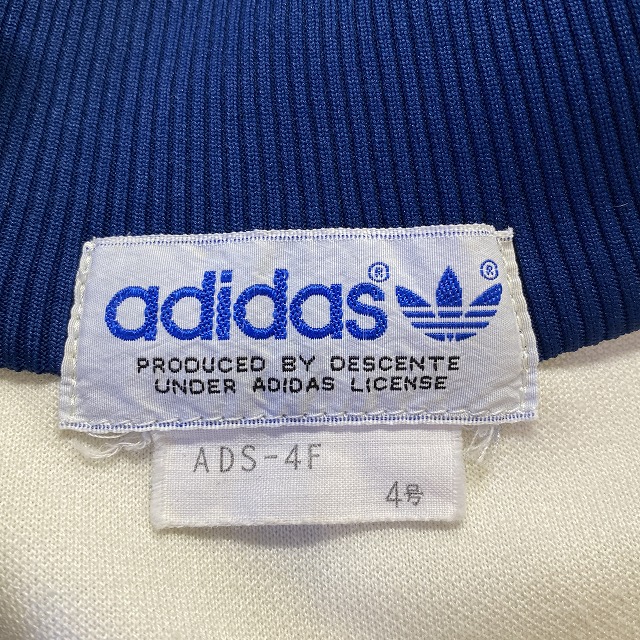 adidas® ®
PRODUCED BY DESCENTE
UNDER ADIDAS LICENSE
ADS-4F
4号